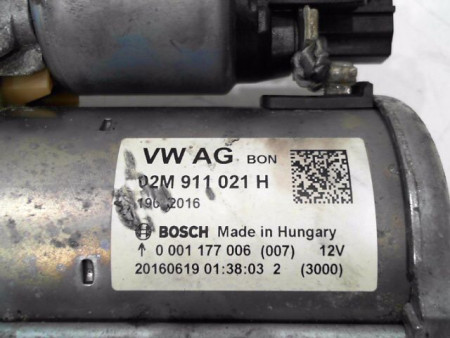 VW AG BON
02M 911 021 H
2016
BOSCH Made in Hungary
↑ 0 001 177 006 (007) 12V
20160619 01:38:03 2 (3000)